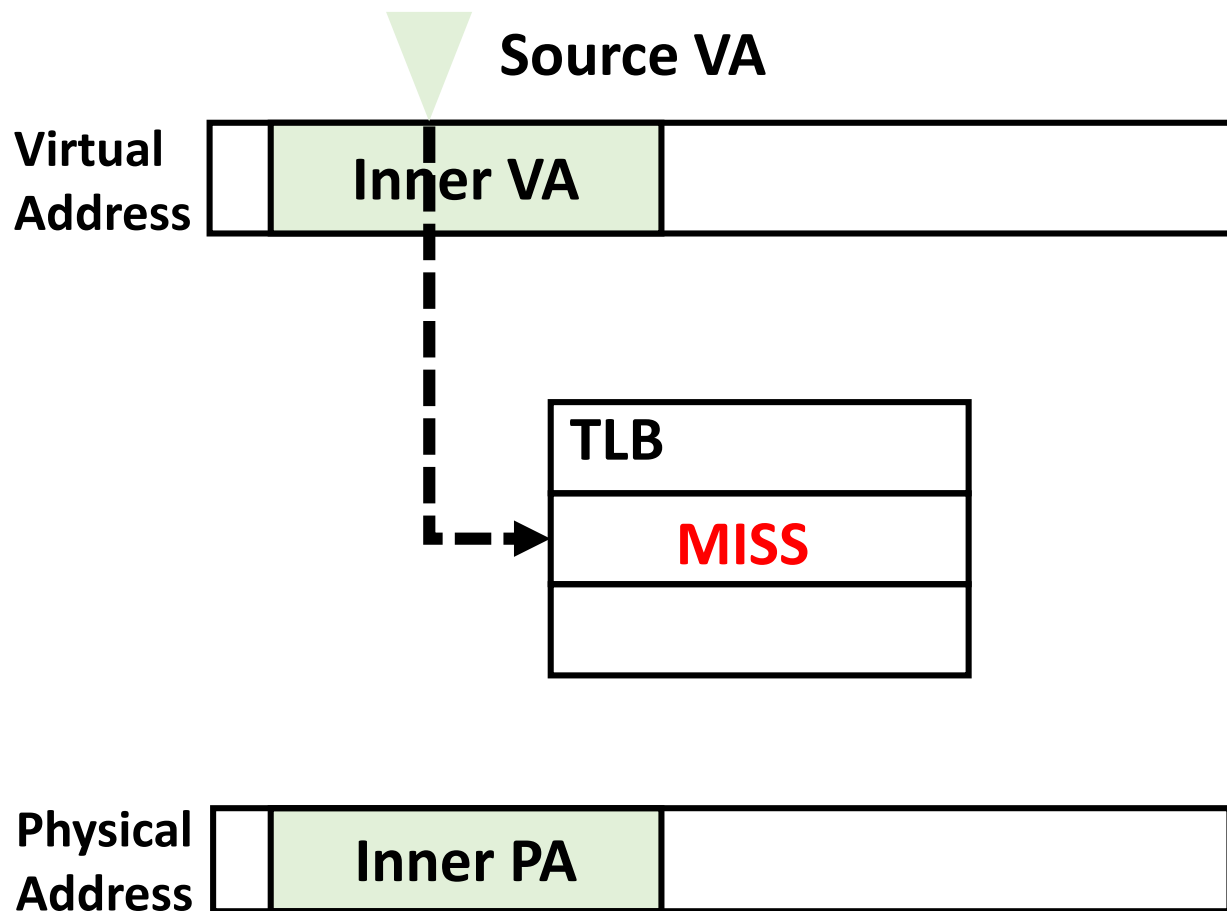 Source VA
Virtual
Address
Inner VA
TLB
MISS
Physical
Address
Inner PA